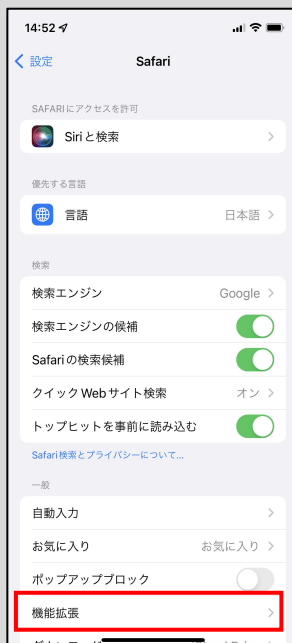 14:52
設定 Safari
SAFARIにアクセスを許可
Siriと検索
優先する言語
言語 日本語
検索
検索エンジン Google
検索エンジンの候補
Safariの検索候補
クイックWebサイト検索 オン
トップヒットを事前に読み込む
Safari検索とプライバシーについて...
一般
自動入力
お気に入り お気に入り
ポップアップブロック
機能拡張